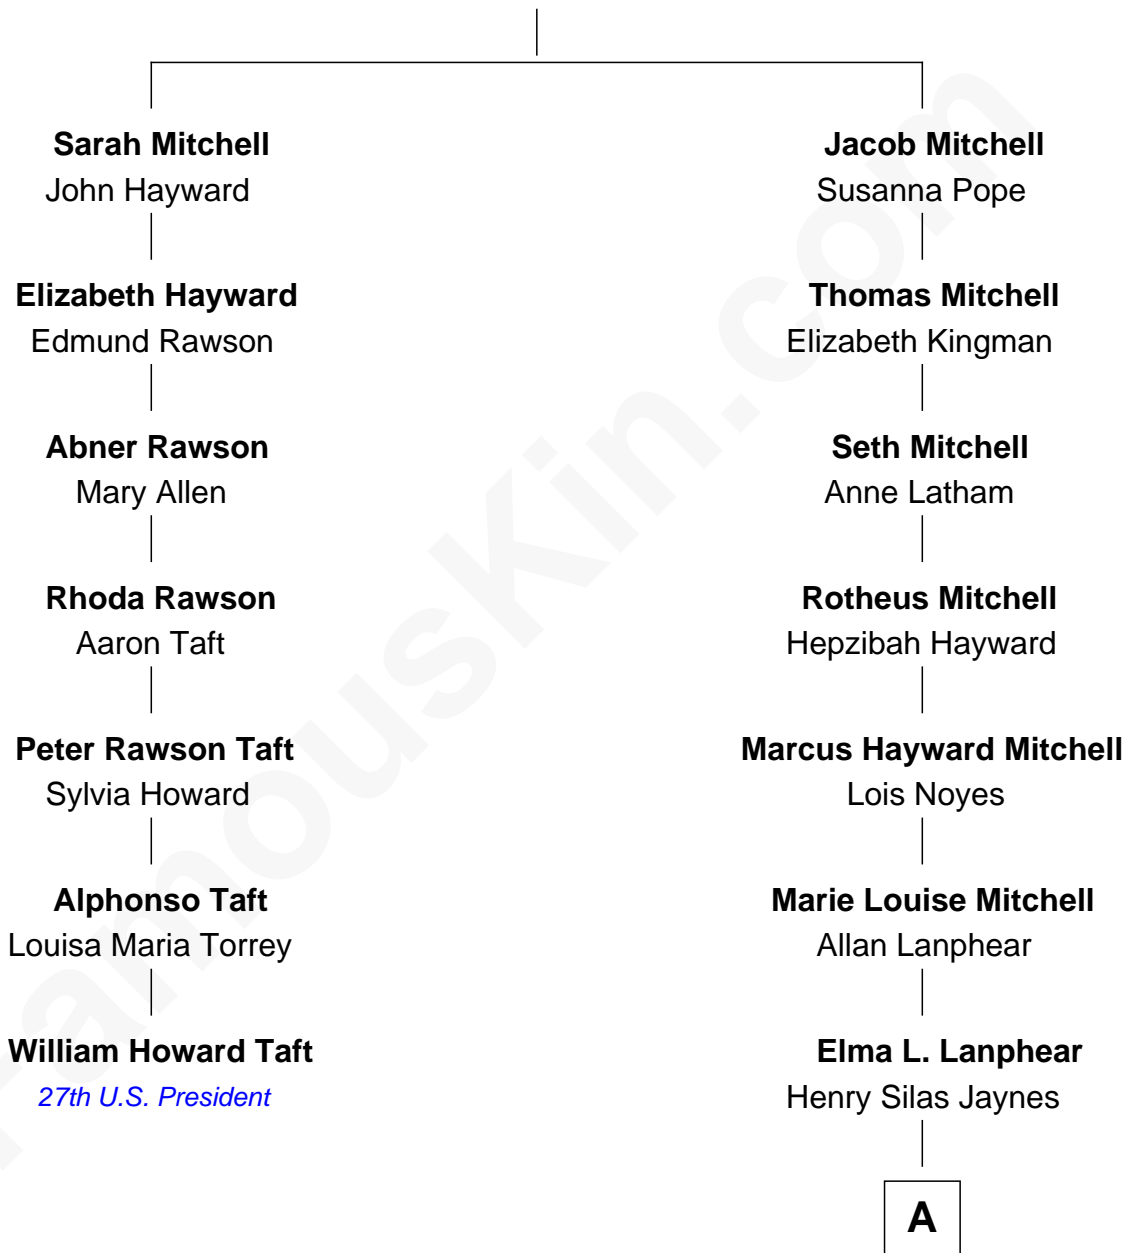 Sarah Mitchell
John Hayward
Jacob Mitchell
Susanna Pope
Elizabeth Hayward
Edmund Rawson
Thomas Mitchell
Elizabeth Kingman
Abner Rawson
Mary Allen
Seth Mitchell
Anne Latham
Rhoda Rawson
Aaron Taft
Rotheus Mitchell
Hepzibah Hayward
Peter Rawson Taft
Sylvia Howard
Marcus Hayward Mitchell
Lois Noyes
Alphonso Taft
Louisa Maria Torrey
Marie Louise Mitchell
Allan Lanphear
William Howard Taft
27th U.S. President
Elma L. Lanphear
Henry Silas Jaynes
A
FamousKin.com